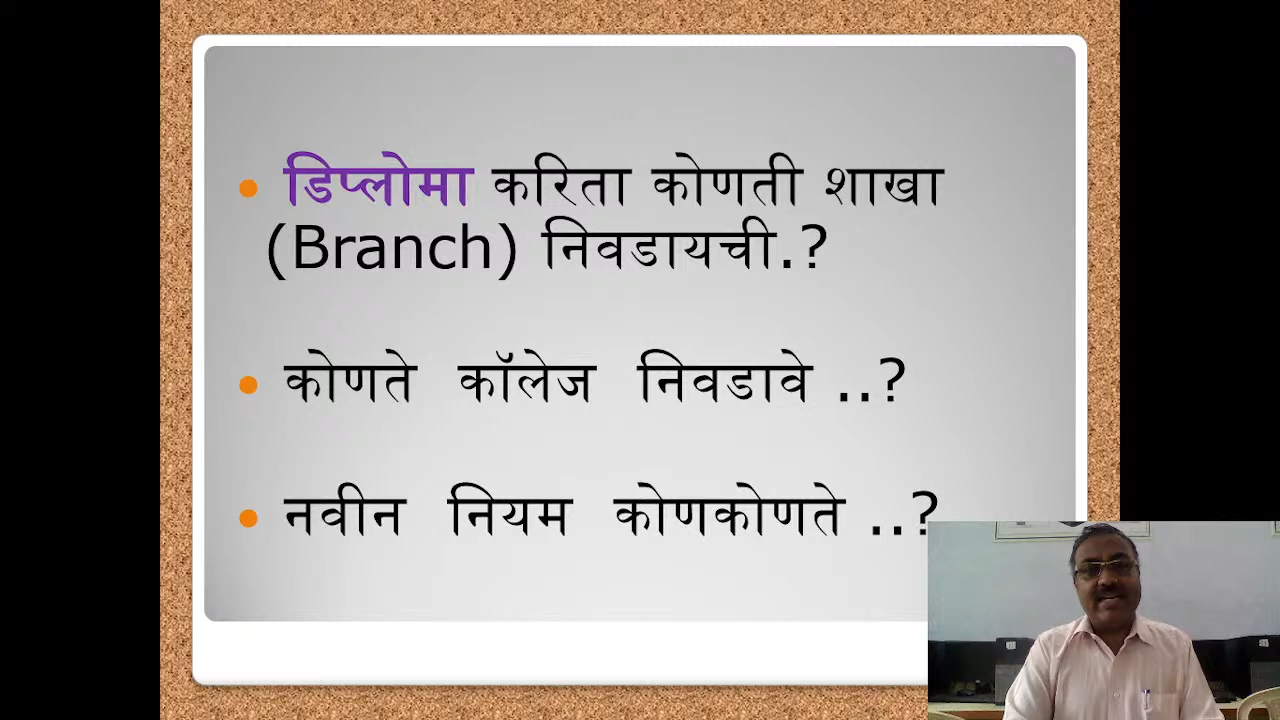 डिप्लोमा करिता कोणती शाखा
(Branch) निवडायची.?
कोणते कॉलेज निवडावे ..?
नवीन नियम कोणकोणते ..?